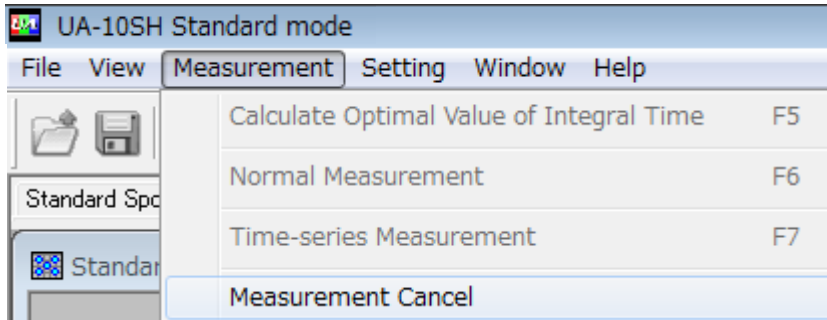 UA-10SH Standard mode
File View Measurement Setting Window Help
Calculate Optimal Value of Integral Time F5
Normal Measurement F6
Standard Spo
Time-series Measurement F7
Standar
Measurement Cancel